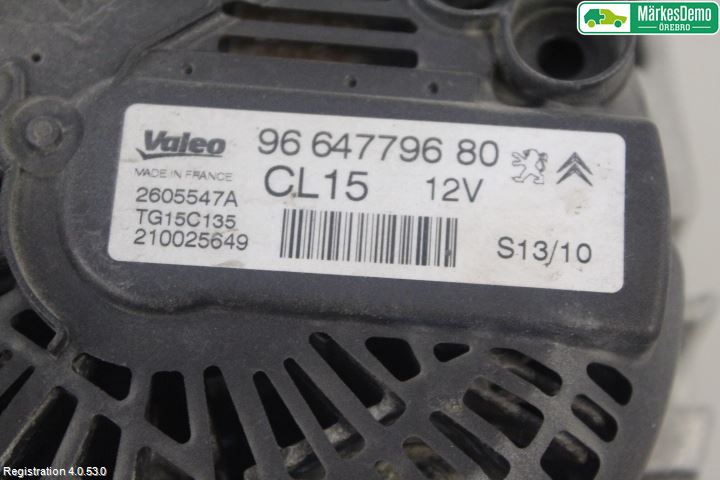 MärkesDemo
ÖREBRO
Valeo
96 647796 80
MADE IN FRANCE
CL15
12V
2605547A
TG15C135
210025649
S13/10
Registration 4.0.53.0